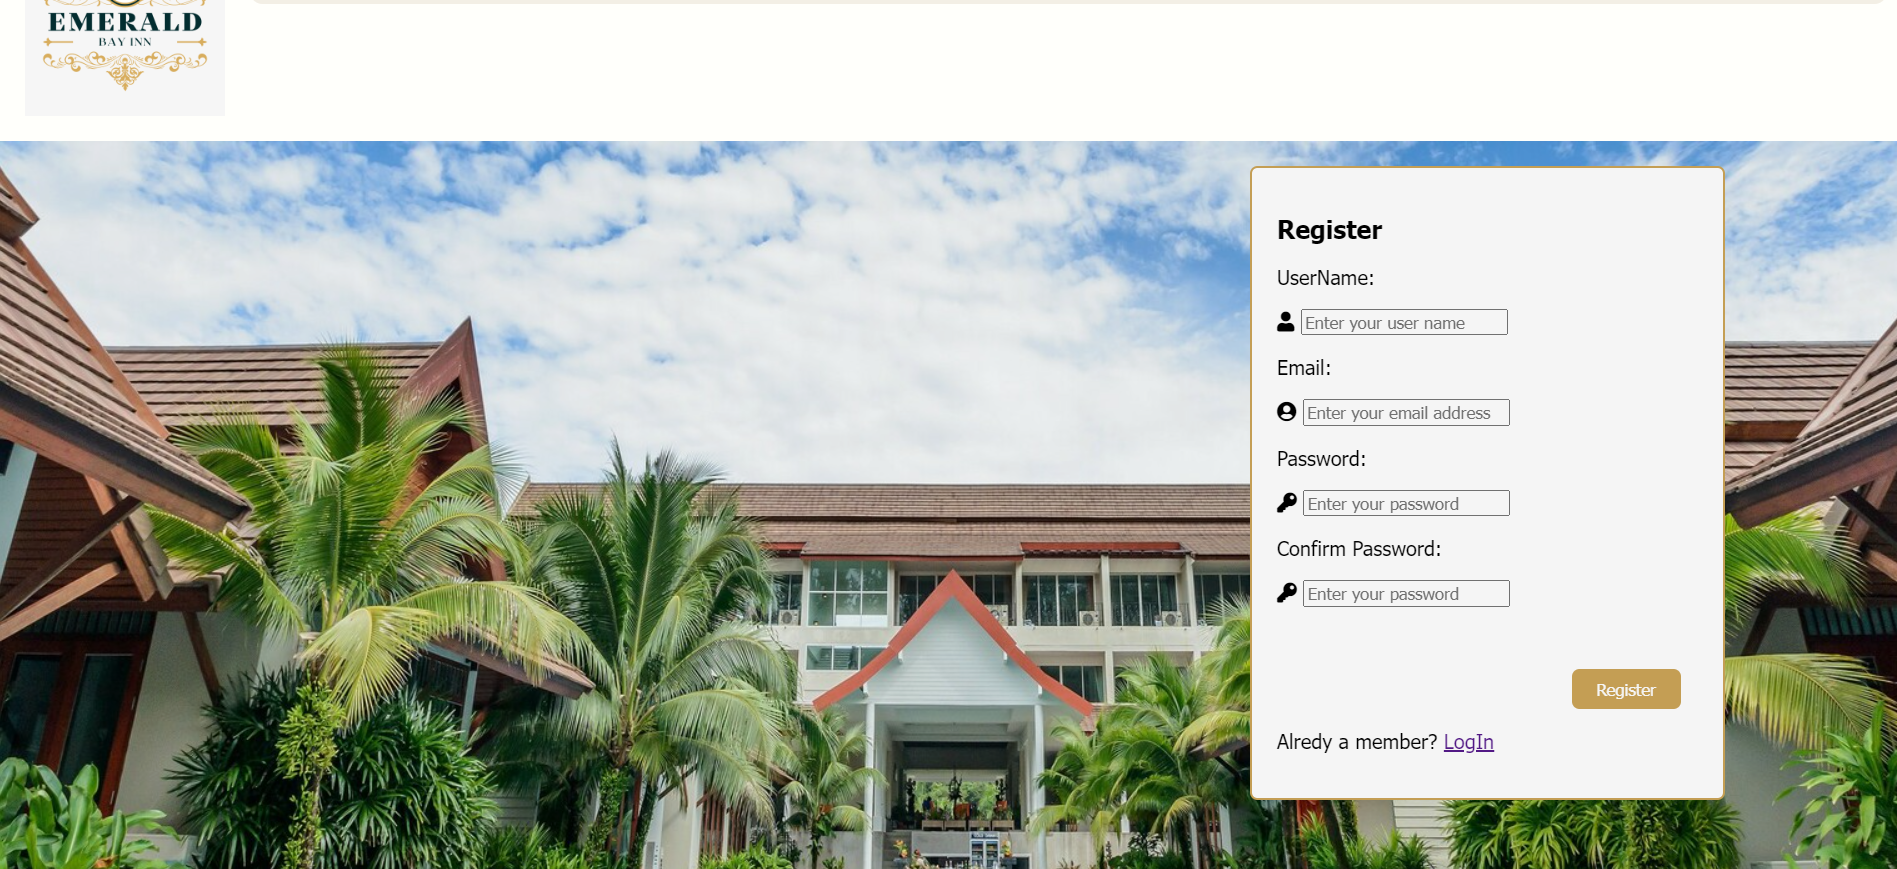 EMERALD
BAY INN
Register
UserName:
Enter your user name
Email:
Enter your email address
Password:
Enter your password
Confirm Password:
Enter your password
Register
Alredy a member? LogIn